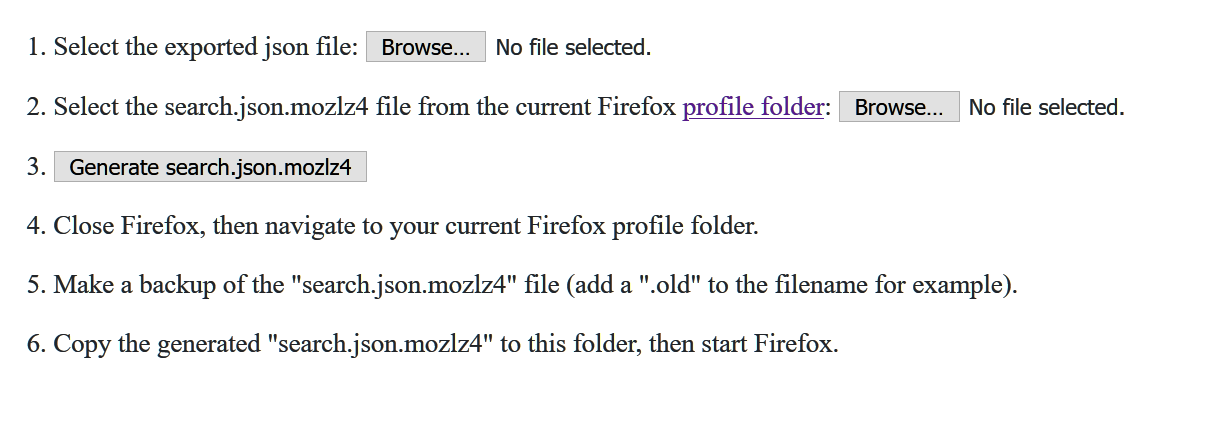 1. Select the exported json file: Browse... No file selected.
2. Select the search.json.mozlz4 file from the current Firefox profile folder: Browse... No file selected.
3. Generate search.json.mozlz4
4. Close Firefox, then navigate to your current Firefox profile folder.
5. Make a backup of the "search.json.mozlz4" file (add a ".old" to the filename for example).
6. Copy the generated "search.json.mozlz4" to this folder, then start Firefox.